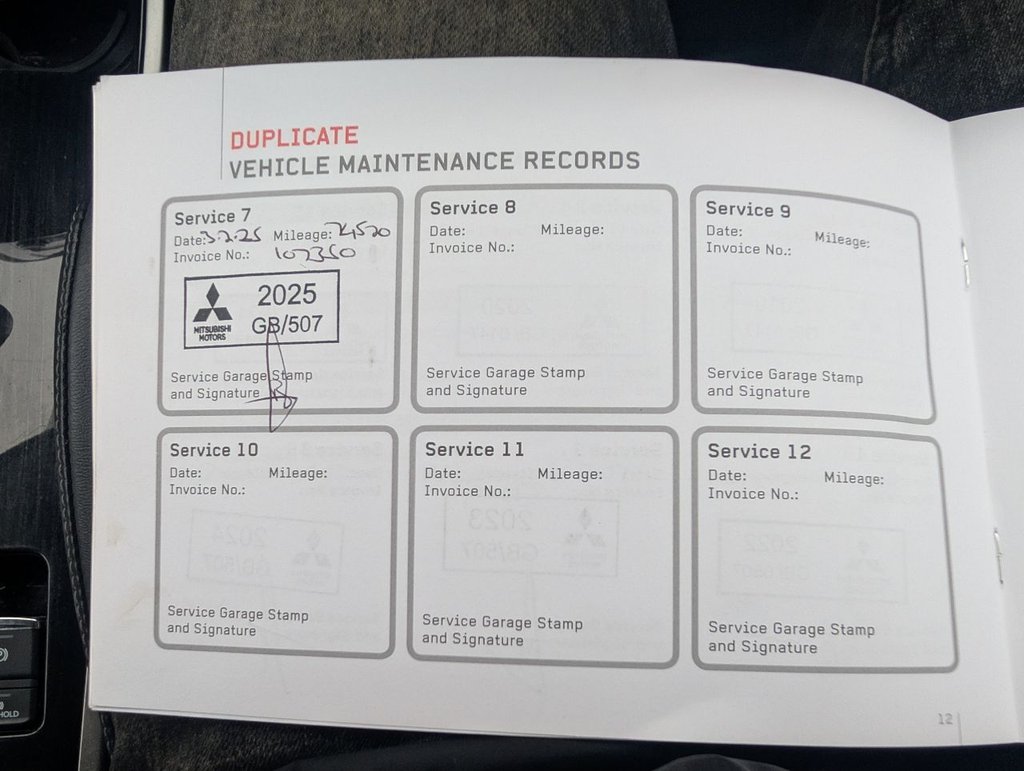 DUPLICATE
VEHICLE MAINTENANCE RECORDS
Service 7
Date: 3.2.25 Mileage:
Invoice No.: 107350
MITSUBISHI
MOTORS
2025
GB/507
Service Garage Stamp
and Signature
Service 8
Date: Mileage:
Invoice No.:
Service Garage Stamp
and Signature
Service 9
Date: Mileage:
Invoice No.:
Service Garage Stamp
and Signature
Service 10
Date: Mileage:
Invoice No.:
Service Garage Stamp
and Signature
Service 11
Date: Mileage:
Invoice No.:
Service Garage Stamp
and Signature
Service 12
Date: Mileage:
Invoice No.:
Service Garage Stamp
and Signature
12
HOLD